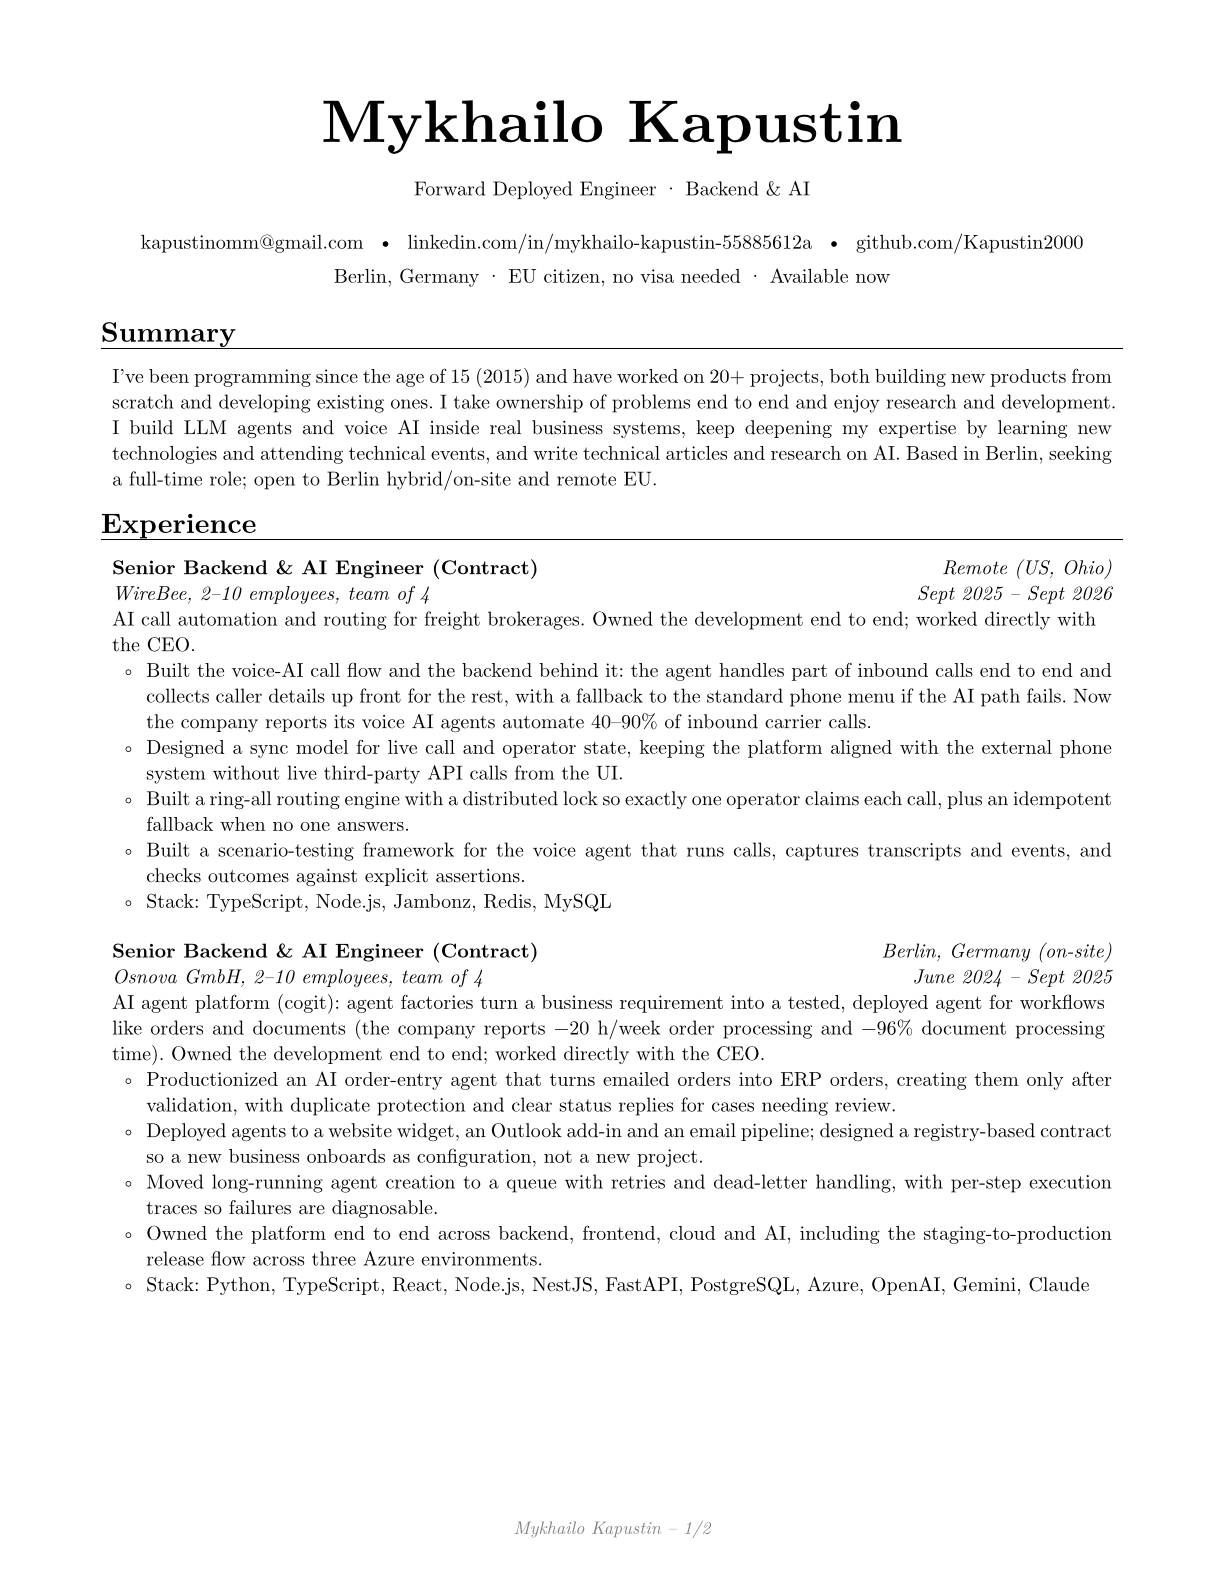 Mykhailo Kapustin
Forward Deployed Engineer · Backend & AI
kapustinomm@gmail.com • linkedin.com/in/mykhailo-kapustin-55885612a • github.com/Kapustin2000
Berlin, Germany · EU citizen, no visa needed · Available now
Summary
I've been programming since the age of 15 (2015) and have worked on 20+ projects, both building new products from
scratch and developing existing ones. I take ownership of problems end to end and enjoy research and development.
I build LLM agents and voice AI inside real business systems, keep deepening my expertise by learning new
technologies and attending technical events, and write technical articles and research on AI. Based in Berlin, seeking
a full-time role; open to Berlin hybrid/on-site and remote EU.
Experience
Senior Backend & AI Engineer (Contract) Remote (US, Ohio)
WireBee, 2–10 employees, team of 4 Sept 2025 – Sept 2026
AI call automation and routing for freight brokerages. Owned the development end to end; worked directly with
the CEO.
◦ Built the voice-AI call flow and the backend behind it: the agent handles part of inbound calls end to end and
collects caller details up front for the rest, with a fallback to the standard phone menu if the AI path fails. Now
the company reports its voice AI agents automate 40–90% of inbound carrier calls.
◦ Designed a sync model for live call and operator state, keeping the platform aligned with the external phone
system without live third-party API calls from the UI.
◦ Built a ring-all routing engine with a distributed lock so exactly one operator claims each call, plus an idempotent
fallback when no one answers.
◦ Built a scenario-testing framework for the voice agent that runs calls, captures transcripts and events, and
checks outcomes against explicit assertions.
◦ Stack: TypeScript, Node.js, Jambonz, Redis, MySQL
Senior Backend & AI Engineer (Contract) Berlin, Germany (on-site)
Osnova GmbH, 2–10 employees, team of 4 June 2024 – Sept 2025
AI agent platform (cogit): agent factories turn a business requirement into a tested, deployed agent for workflows
like orders and documents (the company reports −20 h/week order processing and −96% document processing
time). Owned the development end to end; worked directly with the CEO.
◦ Productionized an AI order-entry agent that turns emailed orders into ERP orders, creating them only after
validation, with duplicate protection and clear status replies for cases needing review.
◦ Deployed agents to a website widget, an Outlook add-in and an email pipeline; designed a registry-based contract
so a new business onboards as configuration, not a new project.
◦ Moved long-running agent creation to a queue with retries and dead-letter handling, with per-step execution
traces so failures are diagnosable.
◦ Owned the platform end to end across backend, frontend, cloud and AI, including the staging-to-production
release flow across three Azure environments.
◦ Stack: Python, TypeScript, React, Node.js, NestJS, FastAPI, PostgreSQL, Azure, OpenAI, Gemini, Claude
Mykhailo Kapustin – 1/2